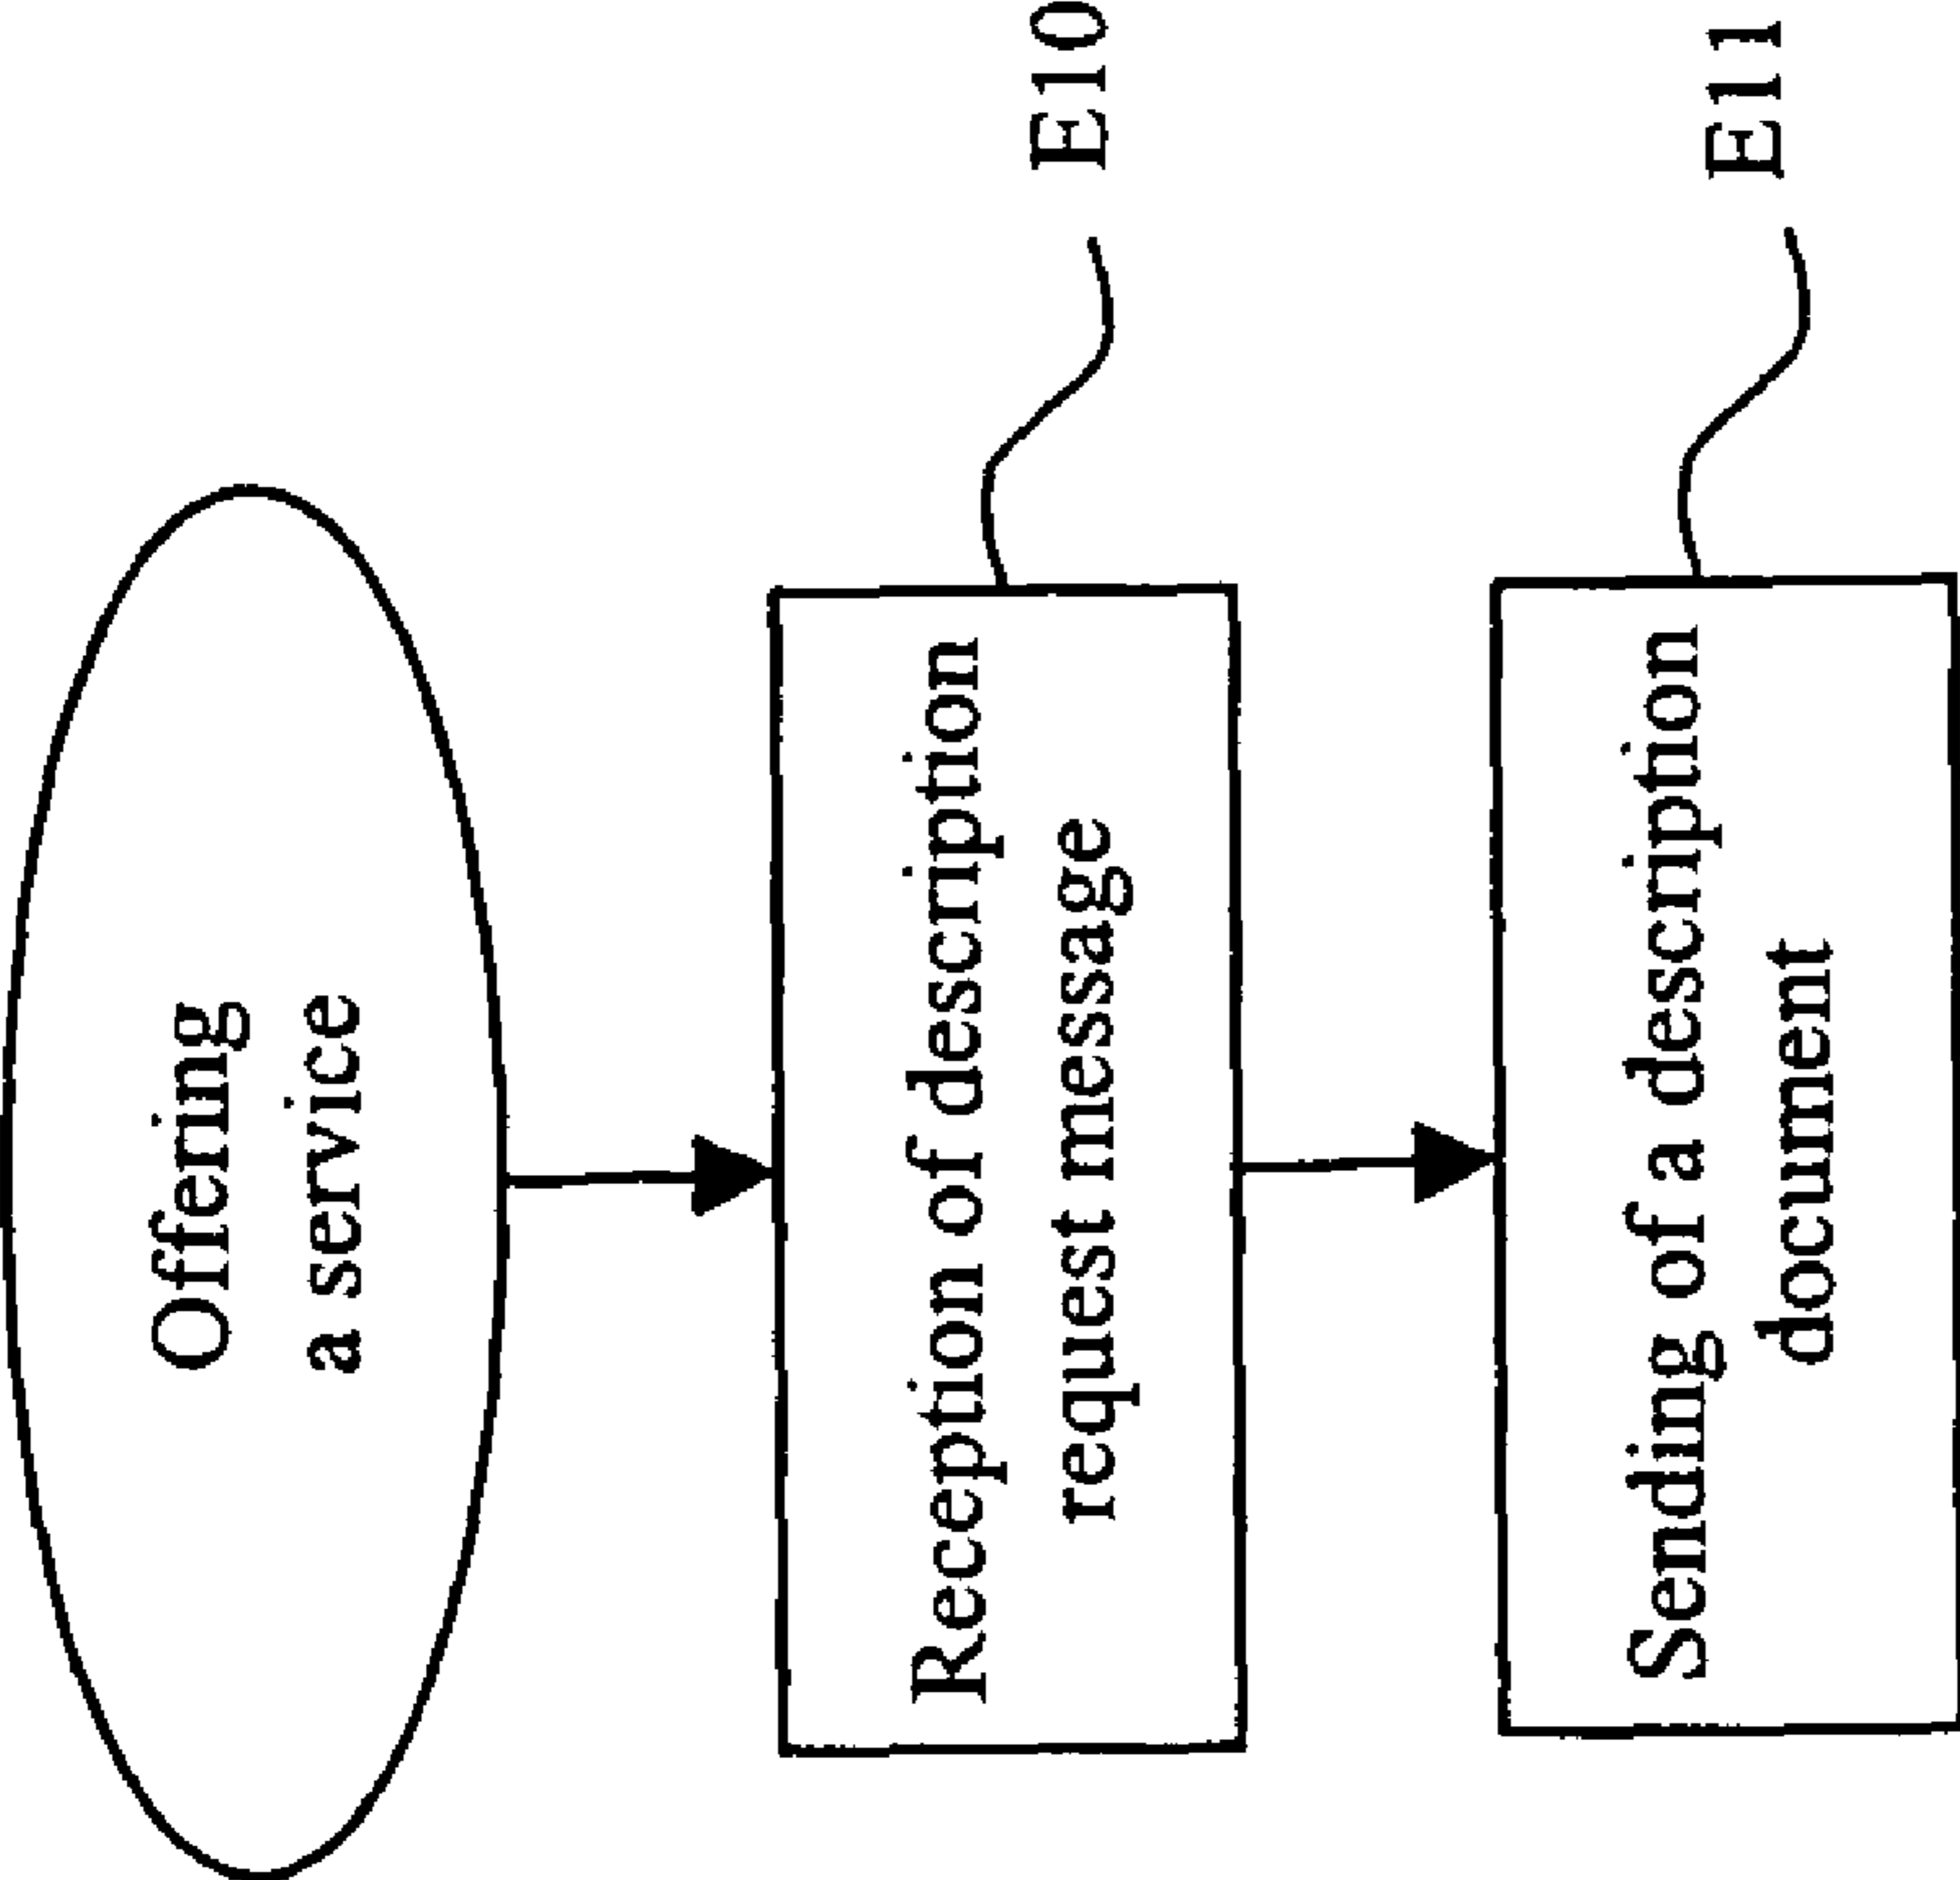 Offering
a service
Reception of description
request message
E10
Sending of a description
document
E11